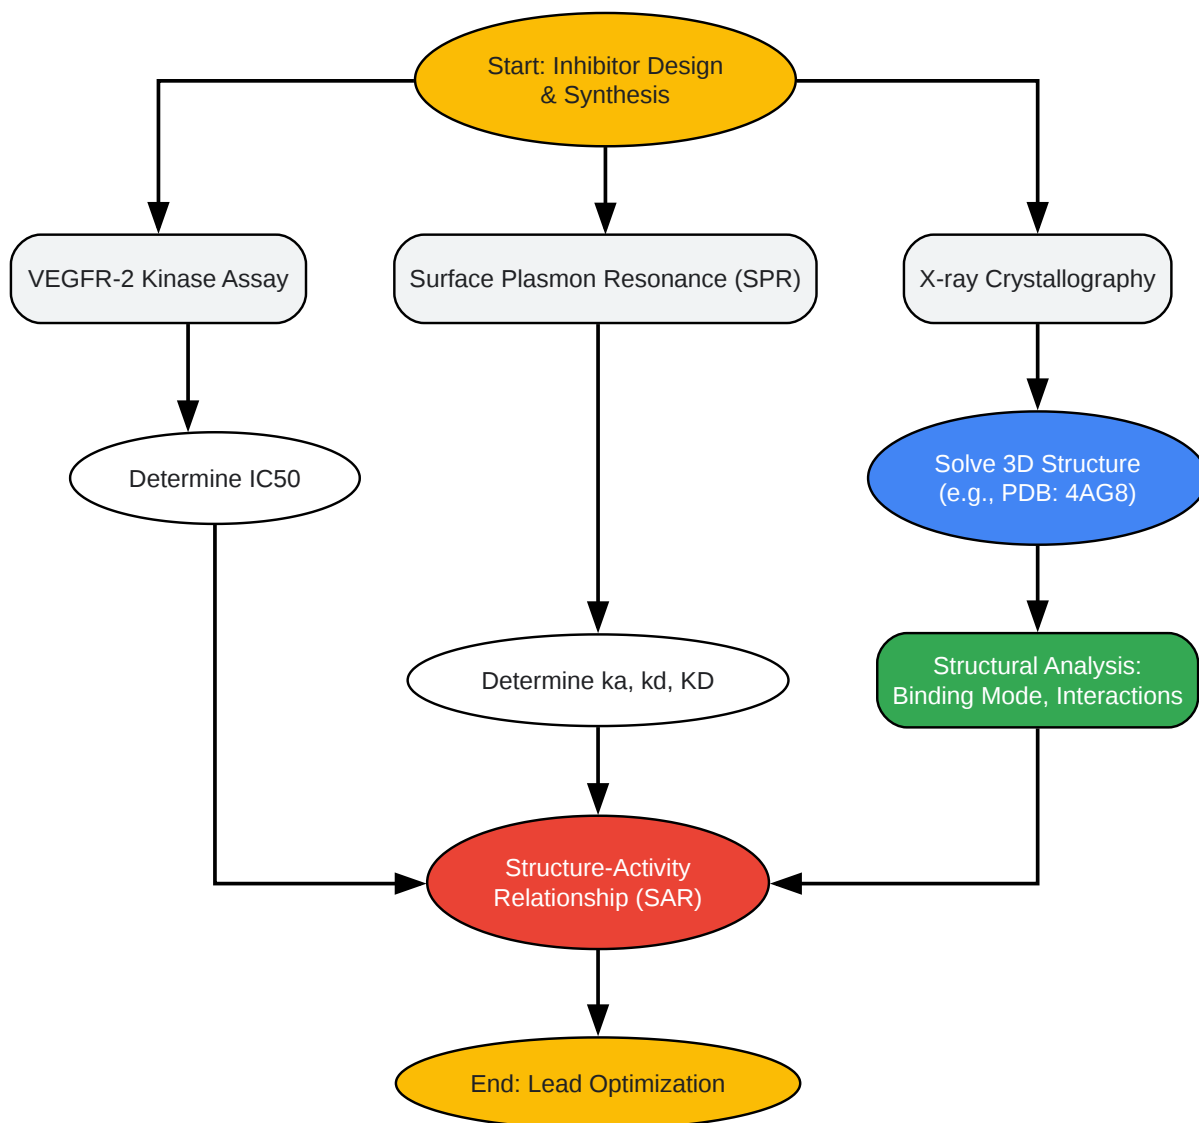 Start: Inhibitor Design
& Synthesis
VEGFR-2 Kinase Assay
Surface Plasmon Resonance (SPR)
X-ray Crystallography
Determine IC50
Solve 3D Structure
(e.g., PDB: 4AG8)
Determine ka, kd, KD
Structural Analysis:
Binding Mode, Interactions
Structure-Activity
Relationship (SAR)
End: Lead Optimization